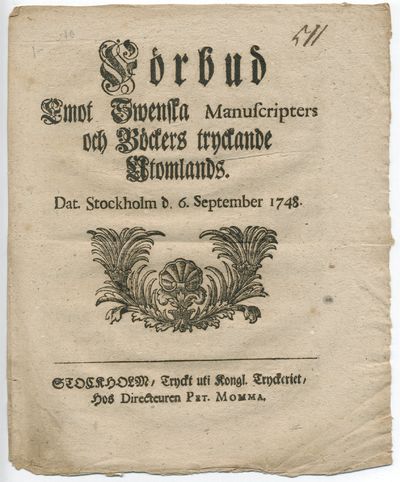 541
Förbud
Emot Swenska Manuſcripters
och Böckers tryckande
Utomlands.
Dat. Stockholm d. 6. September 1748.
STOCKHOLM, Tryckt uti Kongl. Tryckeriet,
Hos Directeuren PET. MOMMA.